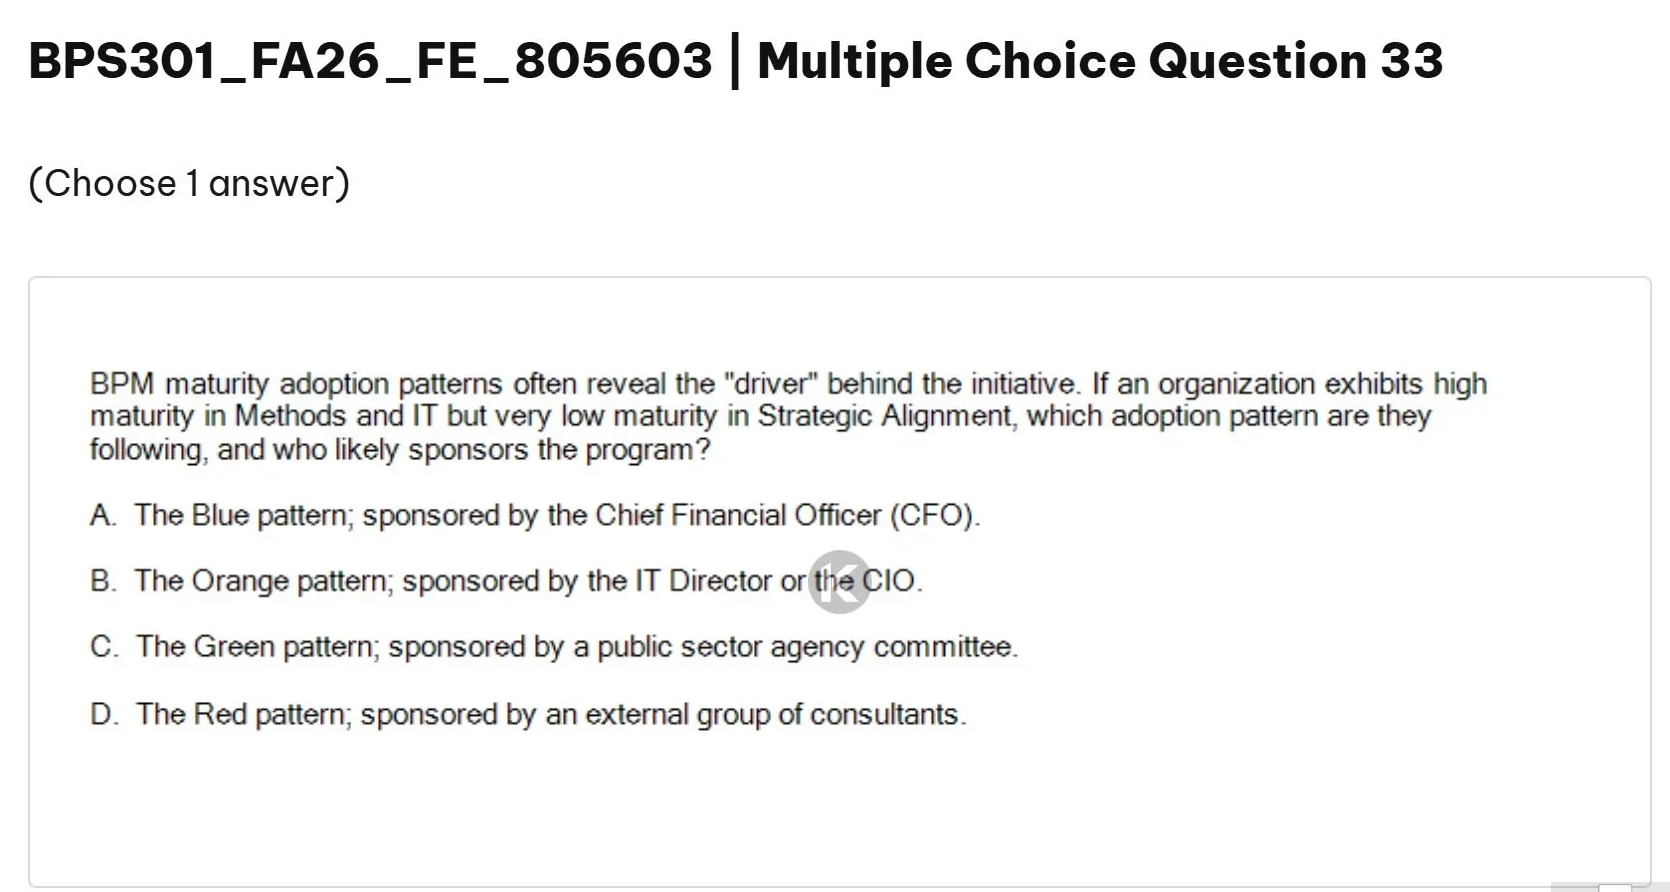 BPS301_FA26_FE_805603 | Multiple Choice Question 33
(Choose 1 answer)
BPM maturity adoption patterns often reveal the "driver" behind the initiative. If an organization exhibits high
maturity in Methods and IT but very low maturity in Strategic Alignment, which adoption pattern are they
following, and who likely sponsors the program?
A. The Blue pattern; sponsored by the Chief Financial Officer (CFO).
B. The Orange pattern; sponsored by the IT Director or the CIO.
C. The Green pattern; sponsored by a public sector agency committee.
D. The Red pattern; sponsored by an external group of consultants.